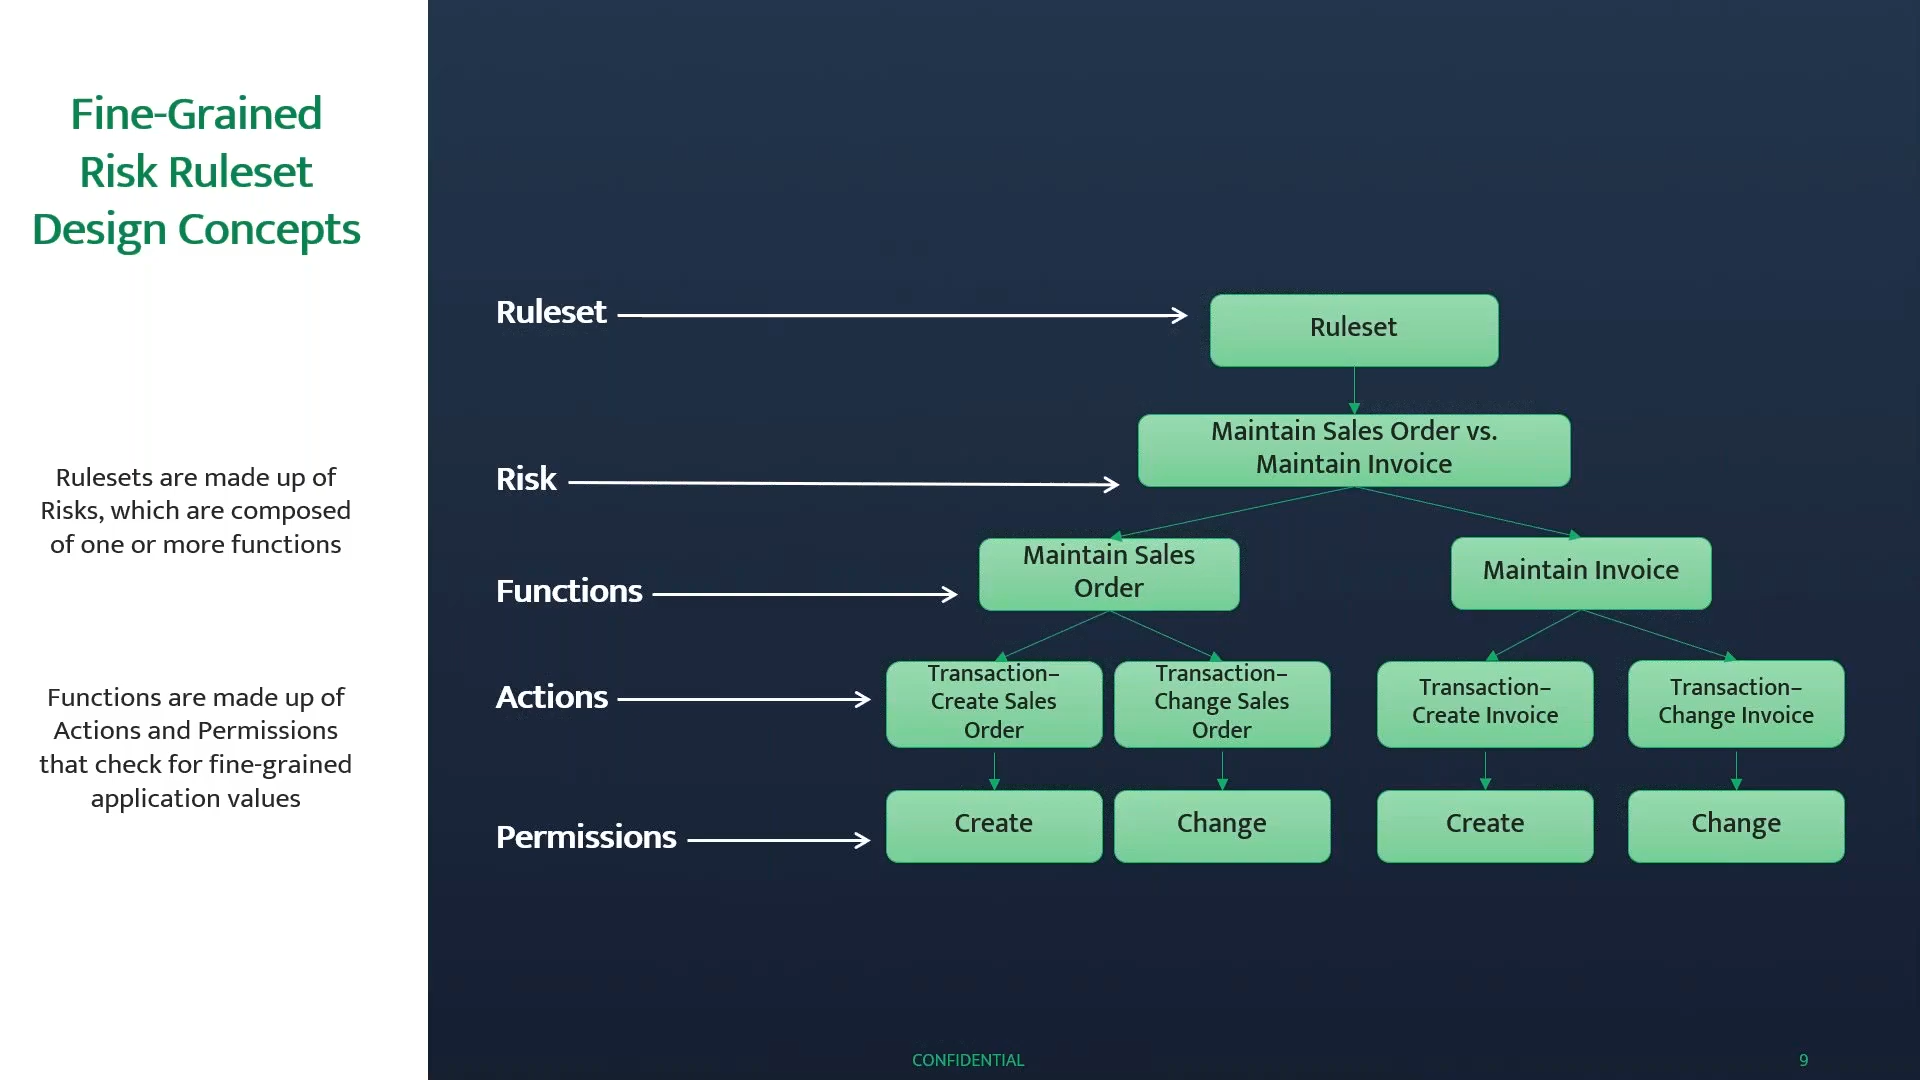 Fine-Grained
Risk Ruleset
Design Concepts
Rulesets are made up of
Risks, which are composed
of one or more functions
Functions are made up of
Actions and Permissions
that check for fine-grained
application values
Ruleset
Ruleset
Risk
Maintain Sales Order vs.
Maintain Invoice
Functions
Maintain Sales
Order
Maintain Invoice
Actions
Transaction–
Create Sales
Order
Transaction–
Change Sales
Order
Transaction–
Create Invoice
Transaction–
Change Invoice
Permissions
Create
Change
Create
Change
CONFIDENTIAL
9